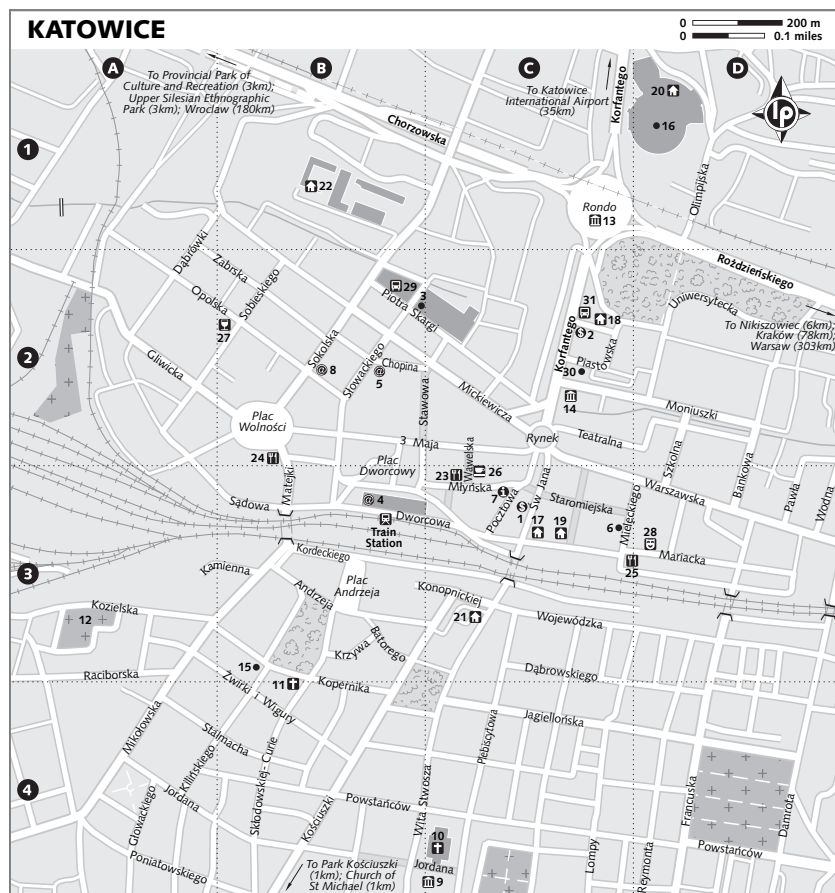 KATOWICE
0 200 m
0 0.1 miles
A
B
C
D
To Provincial Park of
Culture and Recreation (3km);
Upper Silesian Ethnographic
Park (3km); Wrocław (180km)
To Katowice
International Airport
(35km)
Korfantego
20
16
lp
Chorzowska
1
22
Olimpijska
Rondo
13
Roździeńskiego
Dąbrówki
Zabrska
Sobieskiego
Opolska
27
29
3
Piotra Skargi
31
18
2
Uniwersytecka
To Nikiszowiec (6km);
Kraków (78km);
Warsaw (303km)
Korfantego
Piastowska
30
2
Gliwicka
Sokolska
8
Słowackiego
Chopina
5
Stawowa
Mickiewicza
14
Moniuszki
Plac
Wolności
3 Maja
Rynek
Teatralna
Szkolna
Bankowa
24
Matejki
Plac
Dworcowy
Wawelska
23
26
Młyńska
7
Pocztowa
1
Św Jana
Staromiejska
Mieleckiego
Warszawska
Pawła
Wodna
Sądowa
4
Dworcowa
Train
Station
17
19
6
28
Mariacka
25
3
Kordeckiego
Kamienna
Andrzeja
Plac
Andrzeja
Konopnickiej
Kozielska
12
21
Wojewódzka
Krzywa
Batorego
15
Raciborska
Dąbrowskiego
11
Kopernika
Żwirki i Wigury
Mikołowska
Stalmacha
Jagiellońska
Plebiscytowa
Kilińskiego
Skłodowskiej-Curie
Kościuszki
Wita Stwosza
Francuska
Damrota
4
Głowackiego
Jordana
Powstańców
Powstańców
10
Jordana
9
Poniatowskiego
To Park Kościuszki
(1km); Church of
St Michael (1km)
Lompy
Reymonta